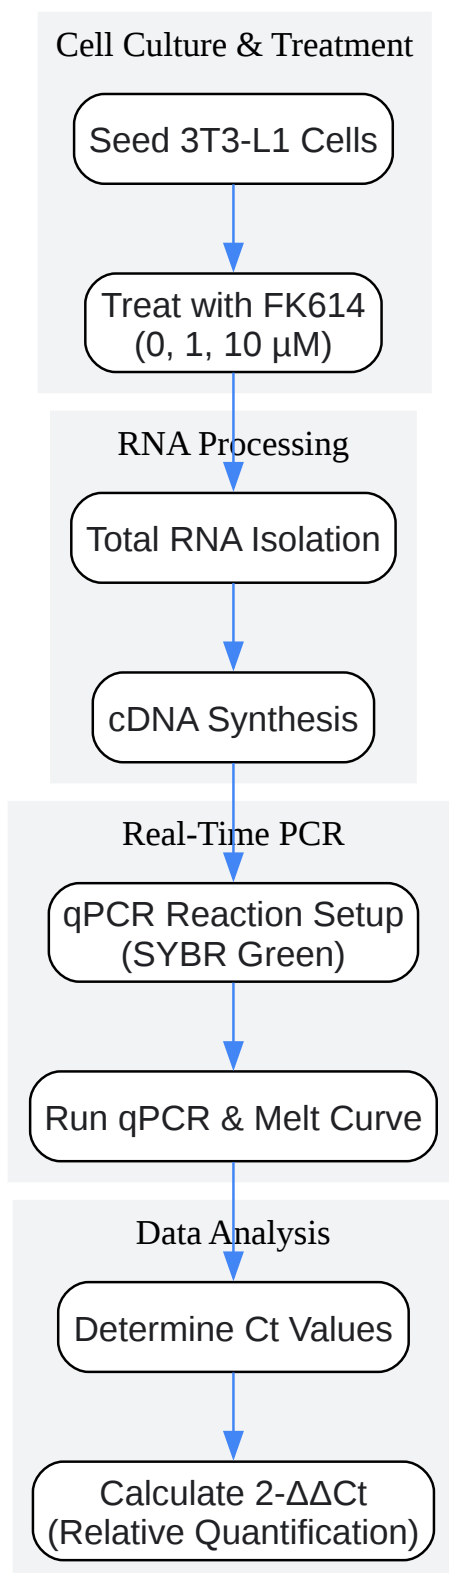 Cell Culture & Treatment
Seed 3T3-L1 Cells
Treat with FK614
(0, 1, 10 µM)
RNA Processing
Total RNA Isolation
cDNA Synthesis
Real-Time PCR
qPCR Reaction Setup
(SYBR Green)
Run qPCR & Melt Curve
Data Analysis
Determine Ct Values
Calculate 2-ΔΔCt
(Relative Quantification)